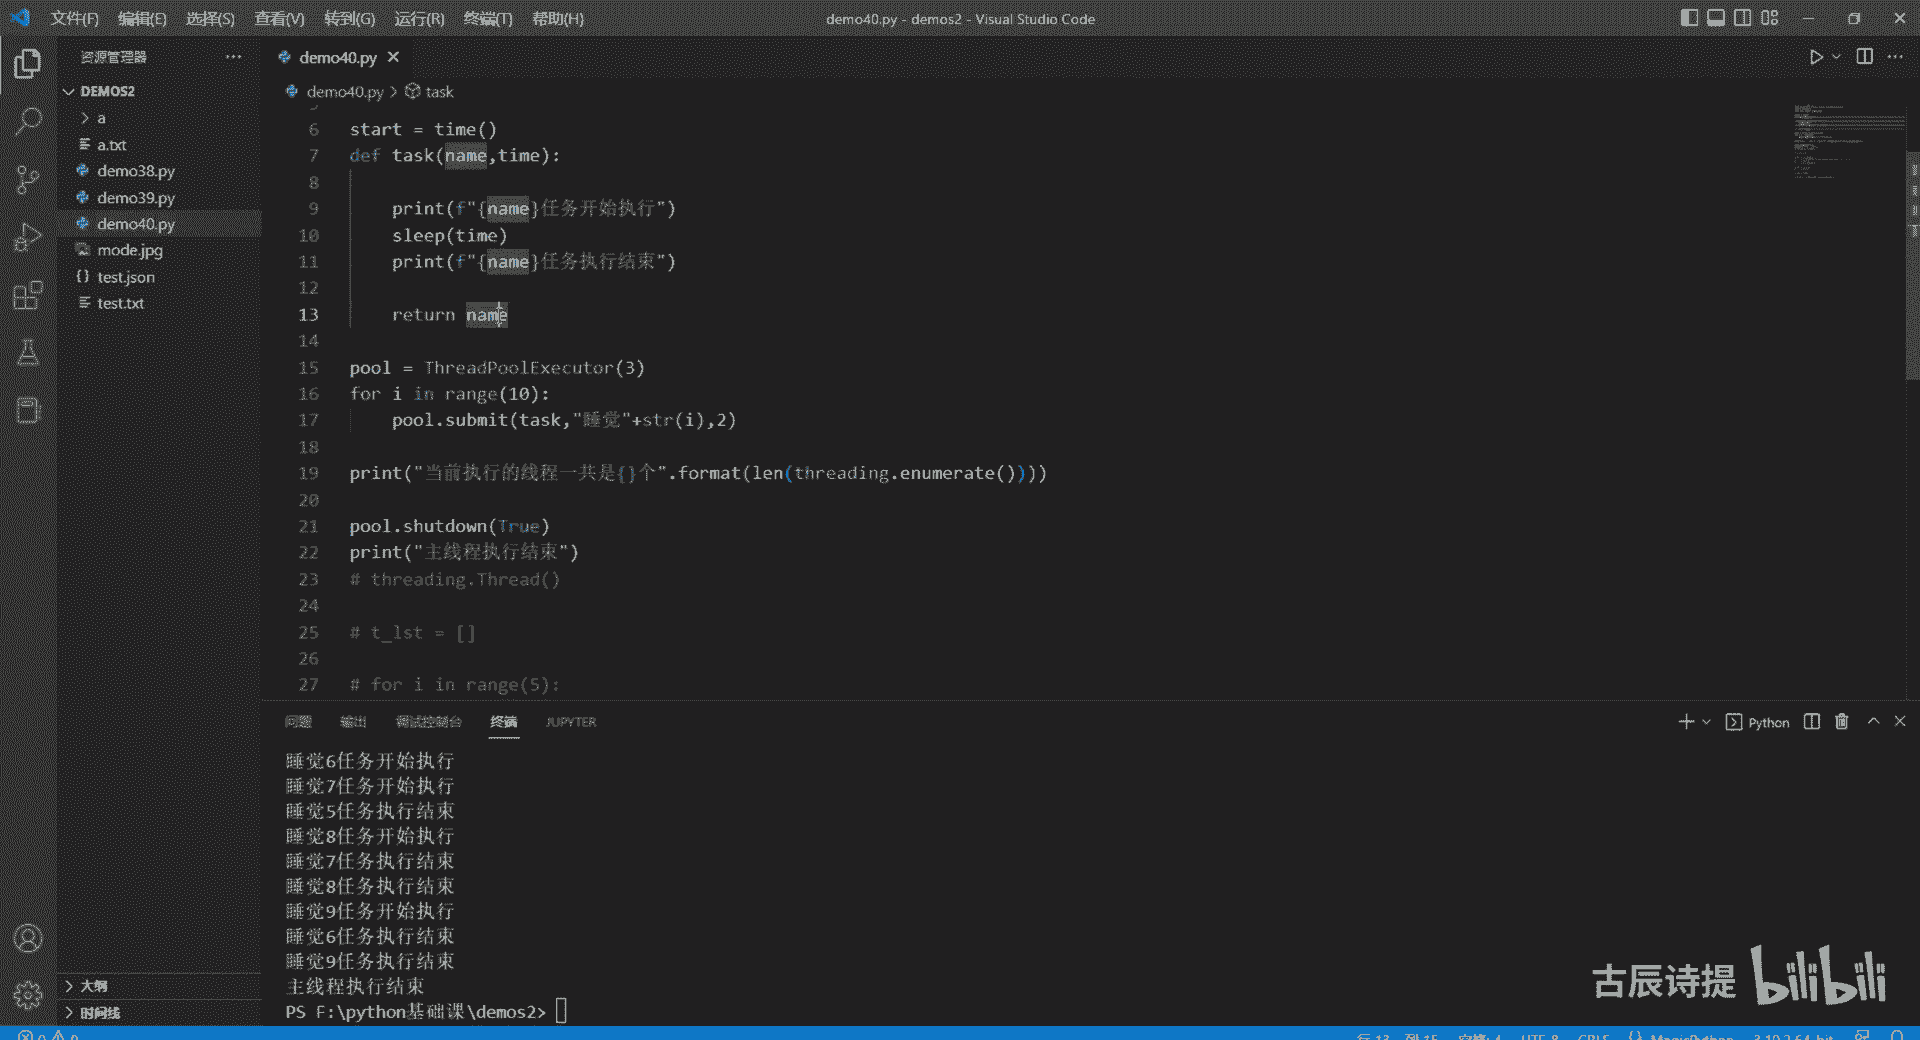 文件(F) 编辑(E) 选择(S) 查看(V) 转到(G) 运行(R) 终端(T) 帮助(H) demo40.py - demos2 - Visual Studio Code
资源管理器
DEMOS2
a
a.txt
demo38.py
demo39.py
demo40.py
mode.jpg
test.json
test.txt
大纲
时间线
demo40.py
demo40.py > task
6 start = time()
7 def task(name,time):
8
9 print(f"{name}任务开始执行")
10 sleep(time)
11 print(f"{name}任务执行结束")
12
13 return name
14
15 pool = ThreadPoolExecutor(3)
16 for i in range(10):
17 pool.submit(task,"睡觉"+str(i),2)
18
19 print("当前执行的线程一共是{}个".format(len(threading.enumerate())))
20
21 pool.shutdown(True)
22 print("主线程执行结束")
23 # threading.Thread()
24
25 # t_lst = []
26
27 # for i in range(5):
问题 输出 调试控制台 终端 JUPYTER
Python
睡觉6任务开始执行
睡觉7任务开始执行
睡觉5任务执行结束
睡觉8任务开始执行
睡觉7任务执行结束
睡觉8任务执行结束
睡觉9任务开始执行
睡觉6任务执行结束
睡觉9任务执行结束
主线程执行结束
PS F:\python基础课\demos2>
古辰诗提 bilibili